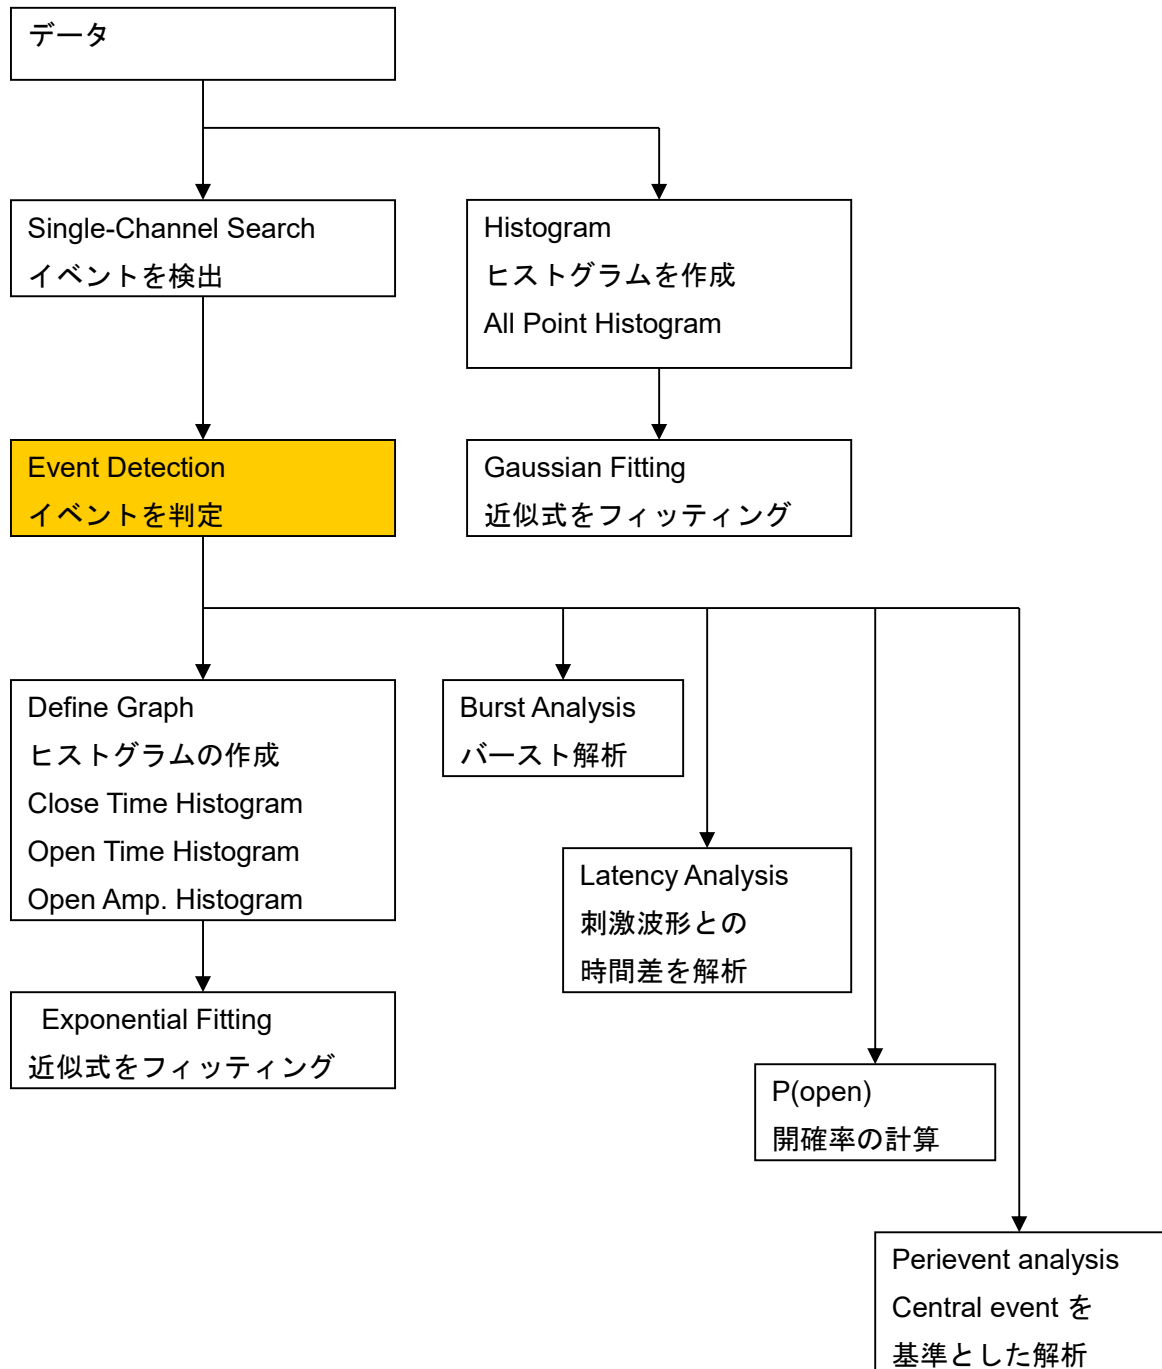 データ
Single-Channel Search
イベントを検出
Histogram
ヒストグラムを作成
All Point Histogram
Event Detection
イベントを判定
Gaussian Fitting
近似式をフィッティング
Define Graph
ヒストグラムの作成
Close Time Histogram
Open Time Histogram
Open Amp. Histogram
Burst Analysis
バースト解析
Latency Analysis
刺激波形との
時間差を解析
Exponential Fitting
近似式をフィッティング
P(open)
開確率の計算
Perievent analysis
Central event を
基準とした解析